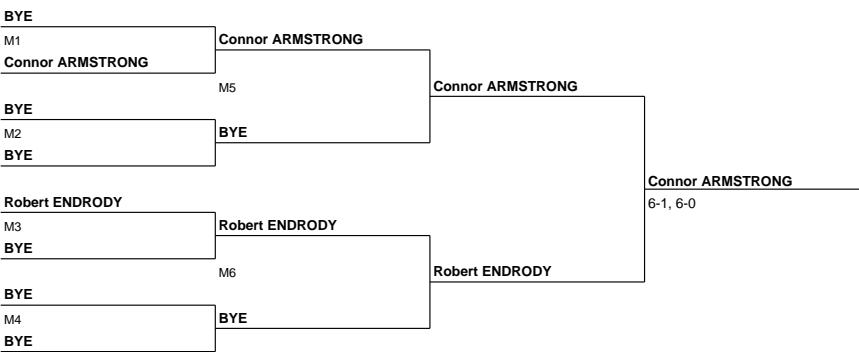 BYE
M1
Connor ARMSTRONG
Connor ARMSTRONG
M5
BYE
M2
BYE
BYE
Connor ARMSTRONG
Robert ENDRODY
M3
BYE
Robert ENDRODY
M6
BYE
M4
BYE
BYE
Robert ENDRODY
Connor ARMSTRONG
6-1, 6-0